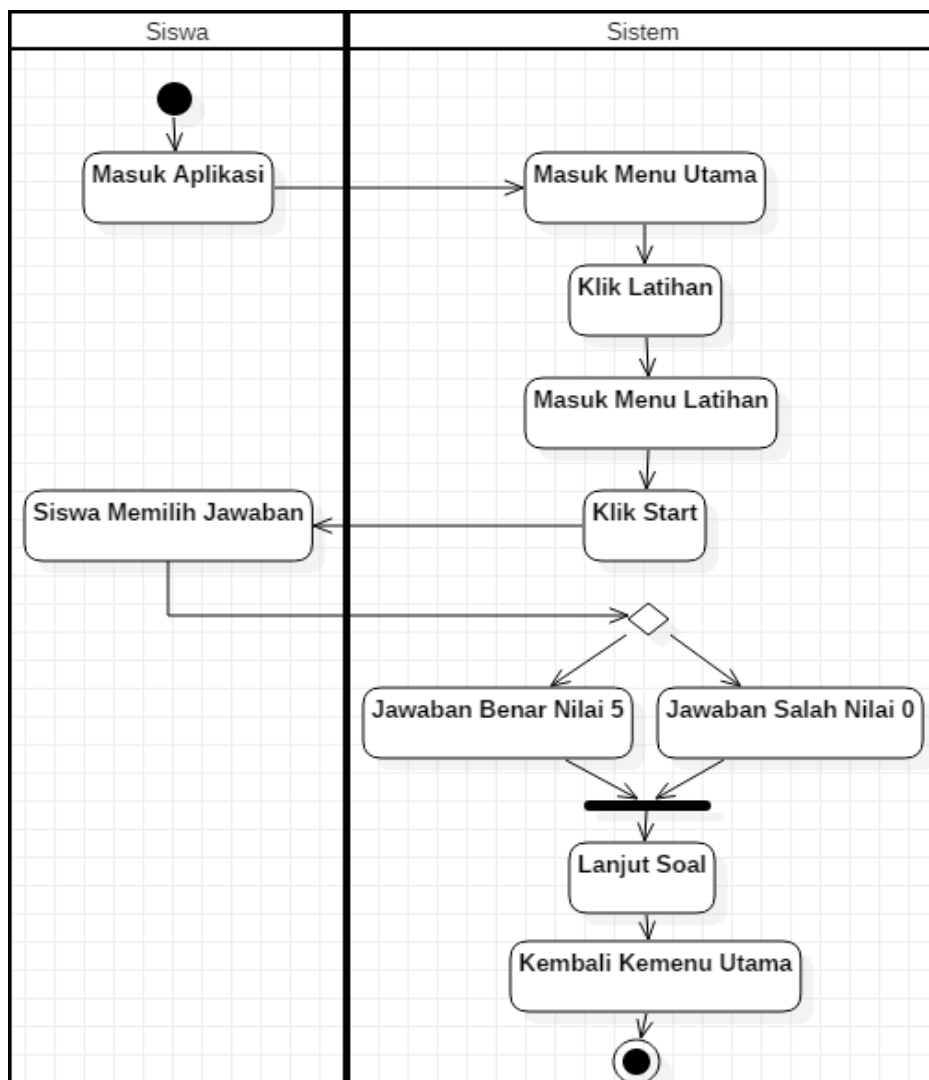 Siswa
Sistem
Masuk Aplikasi
Masuk Menu Utama
Klik Latihan
Masuk Menu Latihan
Siswa Memilih Jawaban
Klik Start
Jawaban Benar Nilai 5
Jawaban Salah Nilai 0
Lanjut Soal
Kembali Kemenu Utama